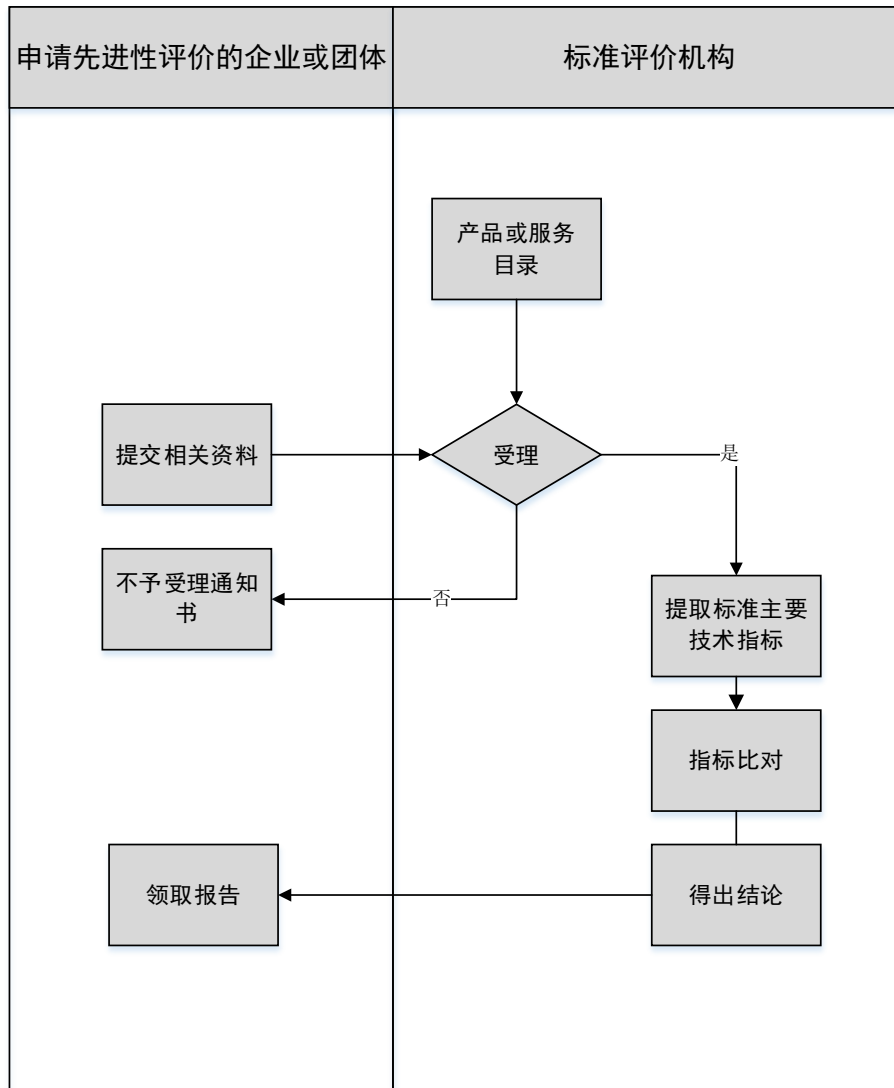 申请先进性评价的企业或团体
标准评价机构
产品或服务
目录
提交相关资料
受理
是
不予受理通知
书
否
提取标准主要
技术指标
指标比对
领取报告
得出结论